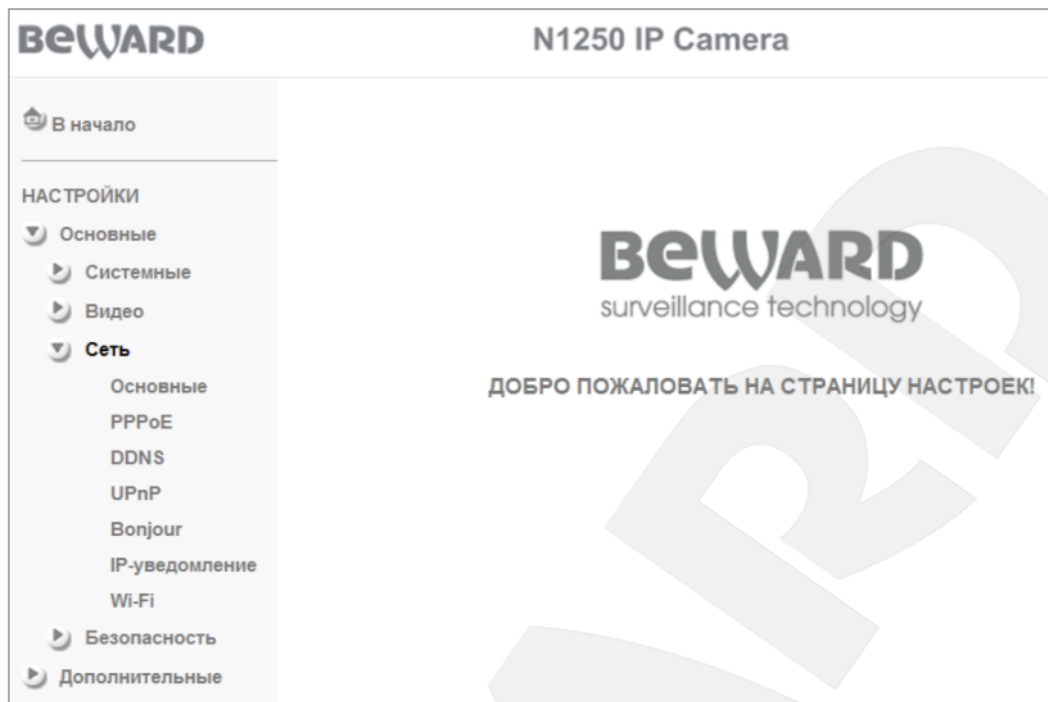 BEWARD
N1250 IP Camera
В начало
НАСТРОЙКИ
Основные
Системные
Видео
Сеть
Основные
PPPoE
DDNS
UPnP
Bonjour
IP-уведомление
Wi-Fi
Безопасность
Дополнительные
BEWARD
surveillance technology
ДОБРО ПОЖАЛОВАТЬ НА СТРАНИЦУ НАСТРОЕК!